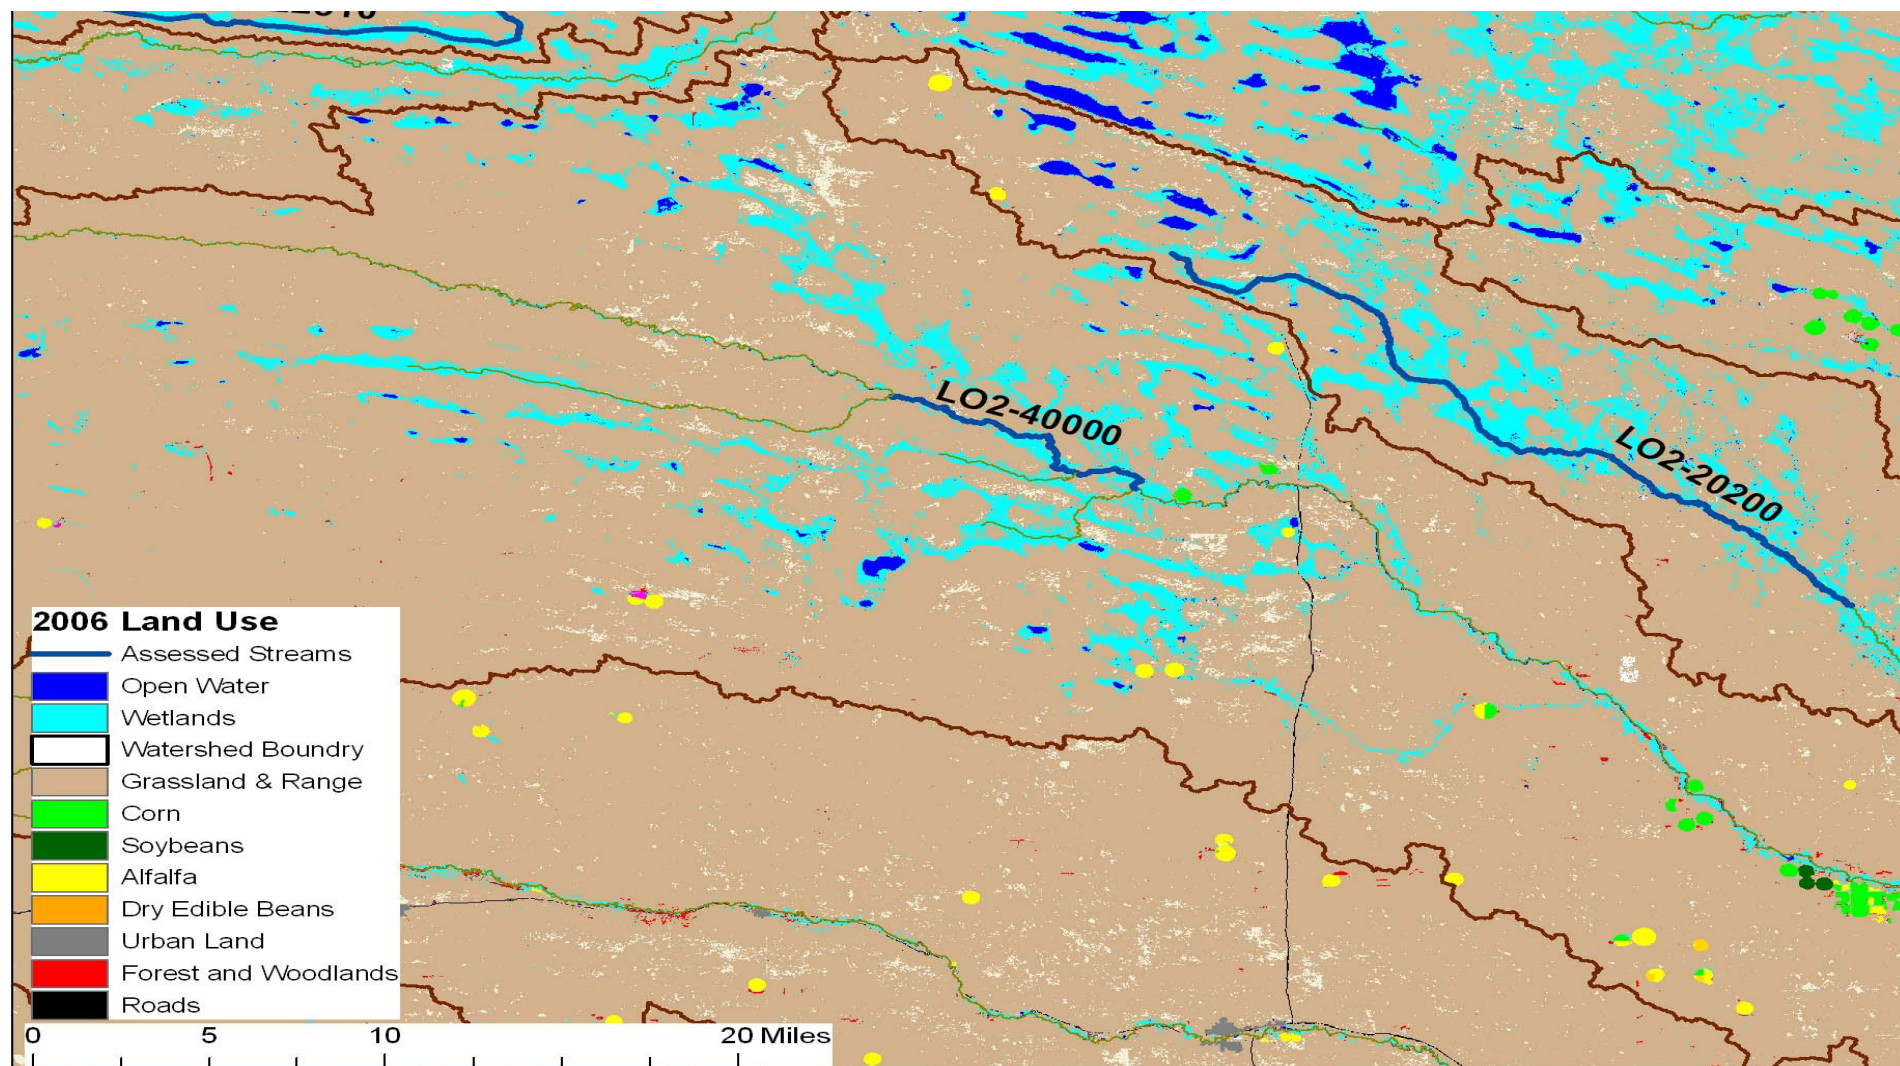 LO2-40000
LO2-20200
2006 Land Use
Assessed Streams
Open Water
Wetlands
Watershed Boundry
Grassland & Range
Corn
Soybeans
Alfalfa
Dry Edible Beans
Urban Land
Forest and Woodlands
Roads
0 5 10 20 Miles